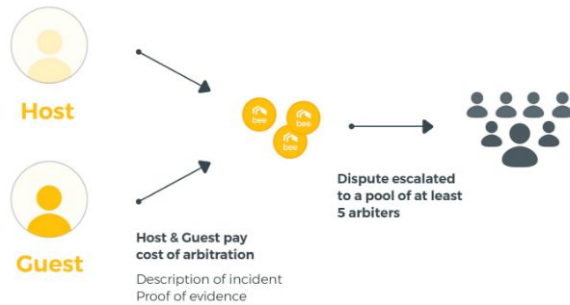 Host
bee
bee
bee
Dispute escalated
to a pool of at least
5 arbiters
Guest
Host & Guest pay
cost of arbitration
Description of incident
Proof of evidence